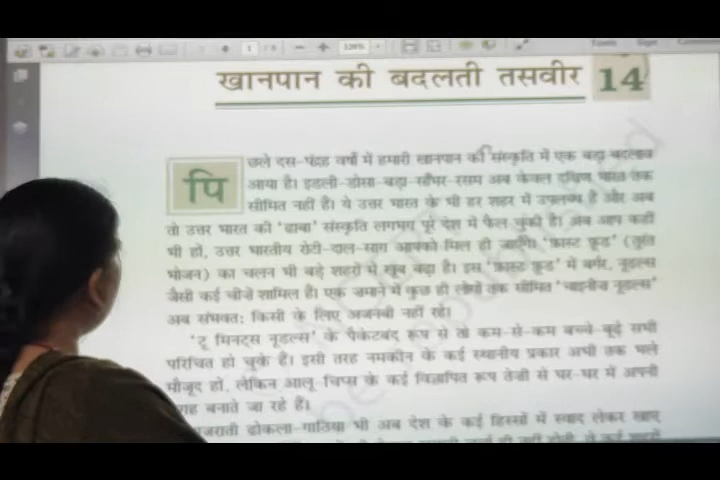 खानपान की बदलती तसवीर 14
पिछले दस-पंद्रह वर्षों में हमारी खानपान की संस्कृति में एक बड़ा बदलाव
आया है। इडली-डोसा-बड़ा-साँभर-रसम अब केवल दक्षिण भारत तक
सीमित नहीं हैं। ये उत्तर भारत के भी हर शहर में उपलब्ध हैं और अब
तो उत्तर भारत की 'ढाबा' संस्कृति लगभग पूरे देश में फैल चुकी है। अब आप कहीं
भी हों, उत्तर भारतीय रोटी-दाल-साग आपको मिल ही जाएँगे। 'फ़ास्ट फ़ूड' (तुरंत
भोजन) का चलन भी बड़े शहरों में खूब बढ़ा है। इस 'फ़ास्ट फ़ूड' में बर्गर, नूडल्स
जैसी कई चीज़ें शामिल हैं। एक ज़माने में कुछ ही लोगों तक सीमित 'चाइनीज़ नूडल्स'
अब संभवतः किसी के लिए अजनबी नहीं रहे।
'टू मिनट्स नूडल्स' के पैकेटबंद रूप से तो कम-से-कम बच्चे-बूढ़े सभी
परिचित हो चुके हैं। इसी तरह नमकीन के कई स्थानीय प्रकार अभी तक भले
मौजूद हों, लेकिन आलू-चिप्स के कई विज्ञापित रूप तेज़ी से घर-घर में अपनी
गह बनाते जा रहे हैं।
जराती ढोकला-गाठिया भी अब देश के कई हिस्सों में स्वाद लेकर खाए